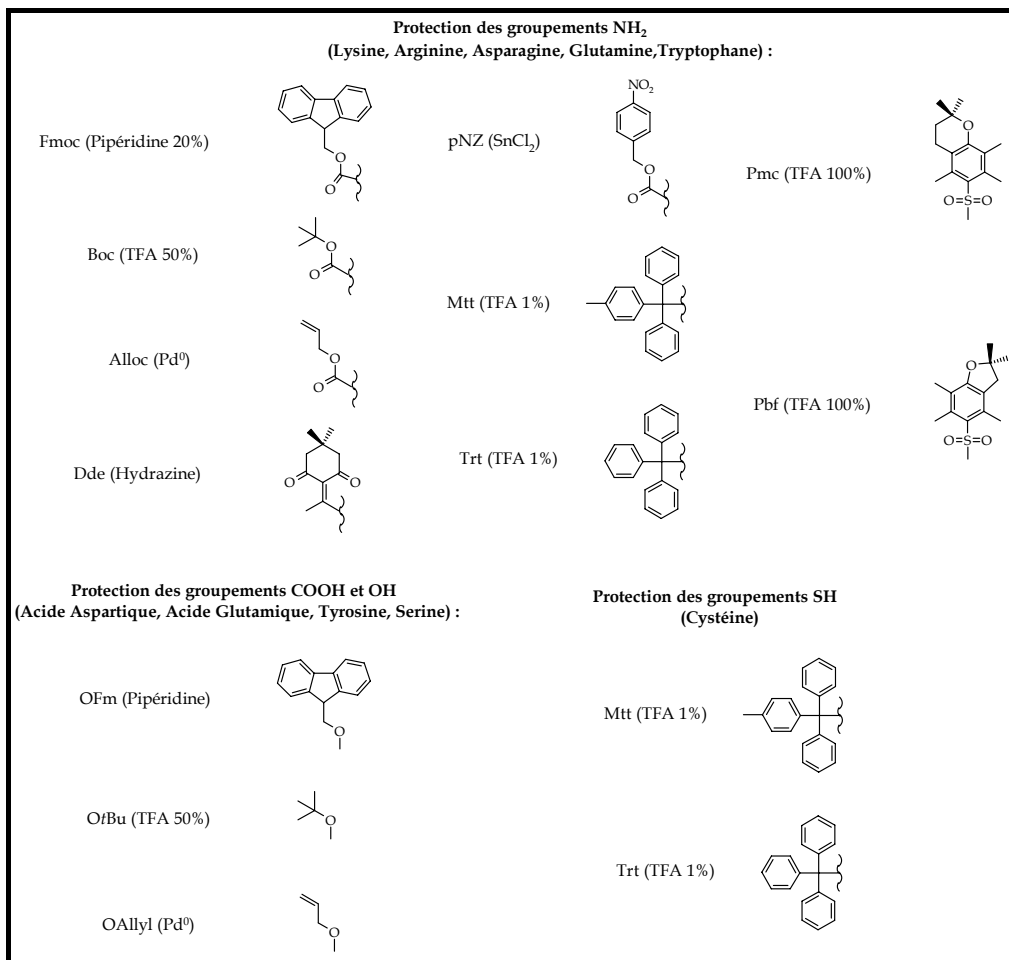 Protection des groupements NH₂
(Lysine, Arginine, Asparagine, Glutamine,Tryptophane) :
Fmoc (Pipéridine 20%)
O
O
pNZ (SnCl₂)
NO₂
O
O
Pmc (TFA 100%)
O
O=S=O
Boc (TFA 50%)
O
O
Mtt (TFA 1%)
Alloc (Pd⁰)
O
O
Pbf (TFA 100%)
O
O=S=O
Dde (Hydrazine)
O
O
Trt (TFA 1%)
Protection des groupements COOH et OH
(Acide Aspartique, Acide Glutamique, Tyrosine, Serine) :
OFm (Pipéridine)
O
OtBu (TFA 50%)
O
OAllyl (Pd⁰)
O
Protection des groupements SH
(Cystéine)
Mtt (TFA 1%)
Trt (TFA 1%)